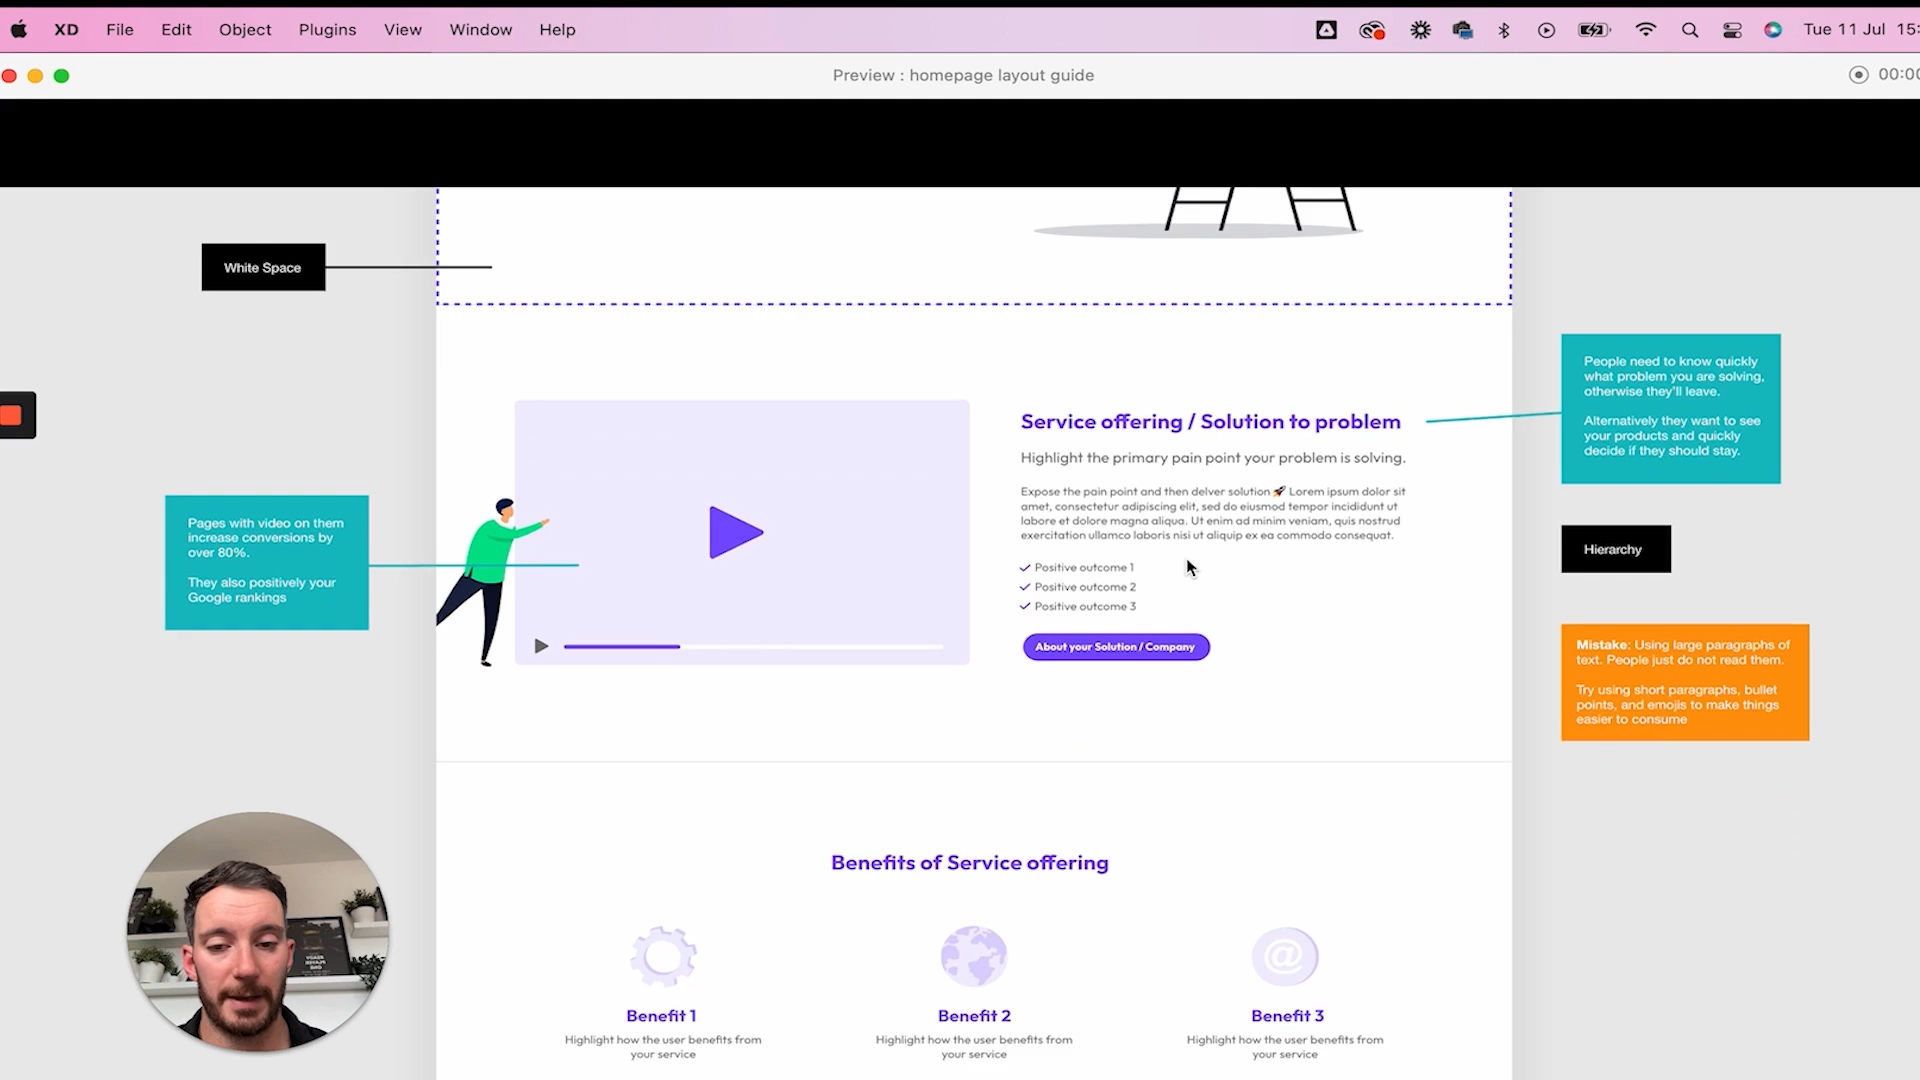 XD File Edit Object Plugins View Window Help Tue 11 Jul 15:
Preview : homepage layout guide
00:00
White Space
People need to know quickly
what problem you are solving,
otherwise they'll leave.
Alternatively they want to see
your products and quickly
decide if they should stay.
Service offering / Solution to problem
Highlight the primary pain point your problem is solving.
Expose the pain point and then delver solution 🚀 Lorem ipsum dolor sit
amet, consectetur adipiscing elit, sed do eiusmod tempor incididunt ut
labore et dolore magna aliqua. Ut enim ad minim veniam, quis nostrud
exercitation ullamco laboris nisi ut aliquip ex ea commodo consequat.
Positive outcome 1
Positive outcome 2
Positive outcome 3
About your Solution / Company
Pages with video on them
increase conversions by
over 80%.
They also positively your
Google rankings
Hierarchy
Mistake: Using large paragraphs of
text. People just do not read them.
Try using short paragraphs, bullet
points, and emojis to make things
easier to consume
Benefits of Service offering
@
Benefit 1
Highlight how the user benefits from
your service
Benefit 2
Highlight how the user benefits from
your service
Benefit 3
Highlight how the user benefits from
your service